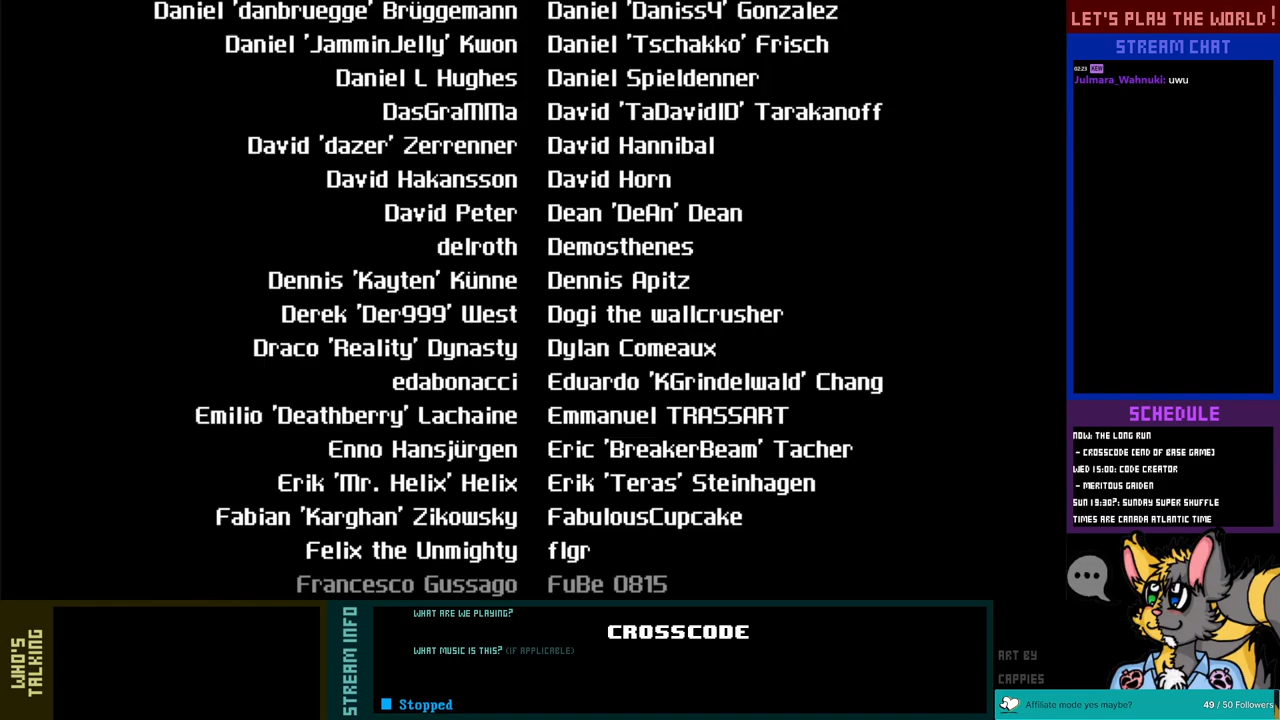 Daniel 'danbruegge' Brüggemann Daniel 'Daniss4' Gonzalez
Daniel 'JamminJelly' Kwon Daniel 'Tschakko' Frisch
Daniel L Hughes Daniel Spieldenner
DasGraMMa David 'TaDavidID' Tarakanoff
David 'dazer' Zerrenner David Hannibal
David Hakansson David Horn
David Peter Dean 'DeAn' Dean
delroth Demosthenes
Dennis 'Kayten' Künne Dennis Apitz
Derek 'Der999' West Dogi the wallcrusher
Draco 'Reality' Dynasty Dylan Comeaux
edabonacci Eduardo 'KGrindelwald' Chang
Emilio 'Deathberry' Lachaine Emmanuel TRASSART
Enno Hansjürgen Eric 'BreakerBeam' Tacher
Erik 'Mr. Helix' Helix Erik 'Teras' Steinhagen
Fabian 'Karghan' Zikowsky FabulousCupcake
Felix the Unmighty flgr
Francesco Gussago FuBe 0815
LET'S PLAY THE WORLD!
STREAM CHAT
02:23 KEW
Julmara_Wahnuki: uwu
SCHEDULE
NOW: THE LONG RUN
- CROSSCODE [END OF BASE GAME]
WED 15:00: CODE CREATOR
- MERITOUS GAIDEN
SUN 19:30?: SUNDAY SUPER SHUFFLE
TIMES ARE CANADA ATLANTIC TIME
WHO'S TALKING
STREAM INFO
WHAT ARE WE PLAYING?
CROSSCODE
WHAT MUSIC IS THIS? (IF APPLICABLE)
Stopped
ART BY
CAPPIES
Affiliate mode yes maybe? 49 / 50 Followers